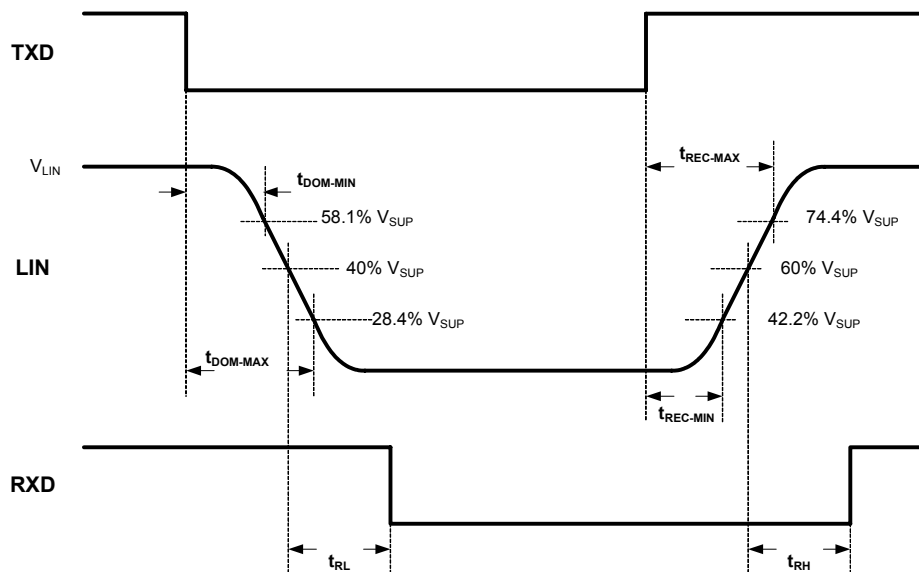 TXD
V_LIN
t_DOM-MIN
t_REC-MAX
58.1% V_SUP
74.4% V_SUP
LIN
40% V_SUP
60% V_SUP
28.4% V_SUP
42.2% V_SUP
t_DOM-MAX
t_REC-MIN
RXD
t_RL
t_RH